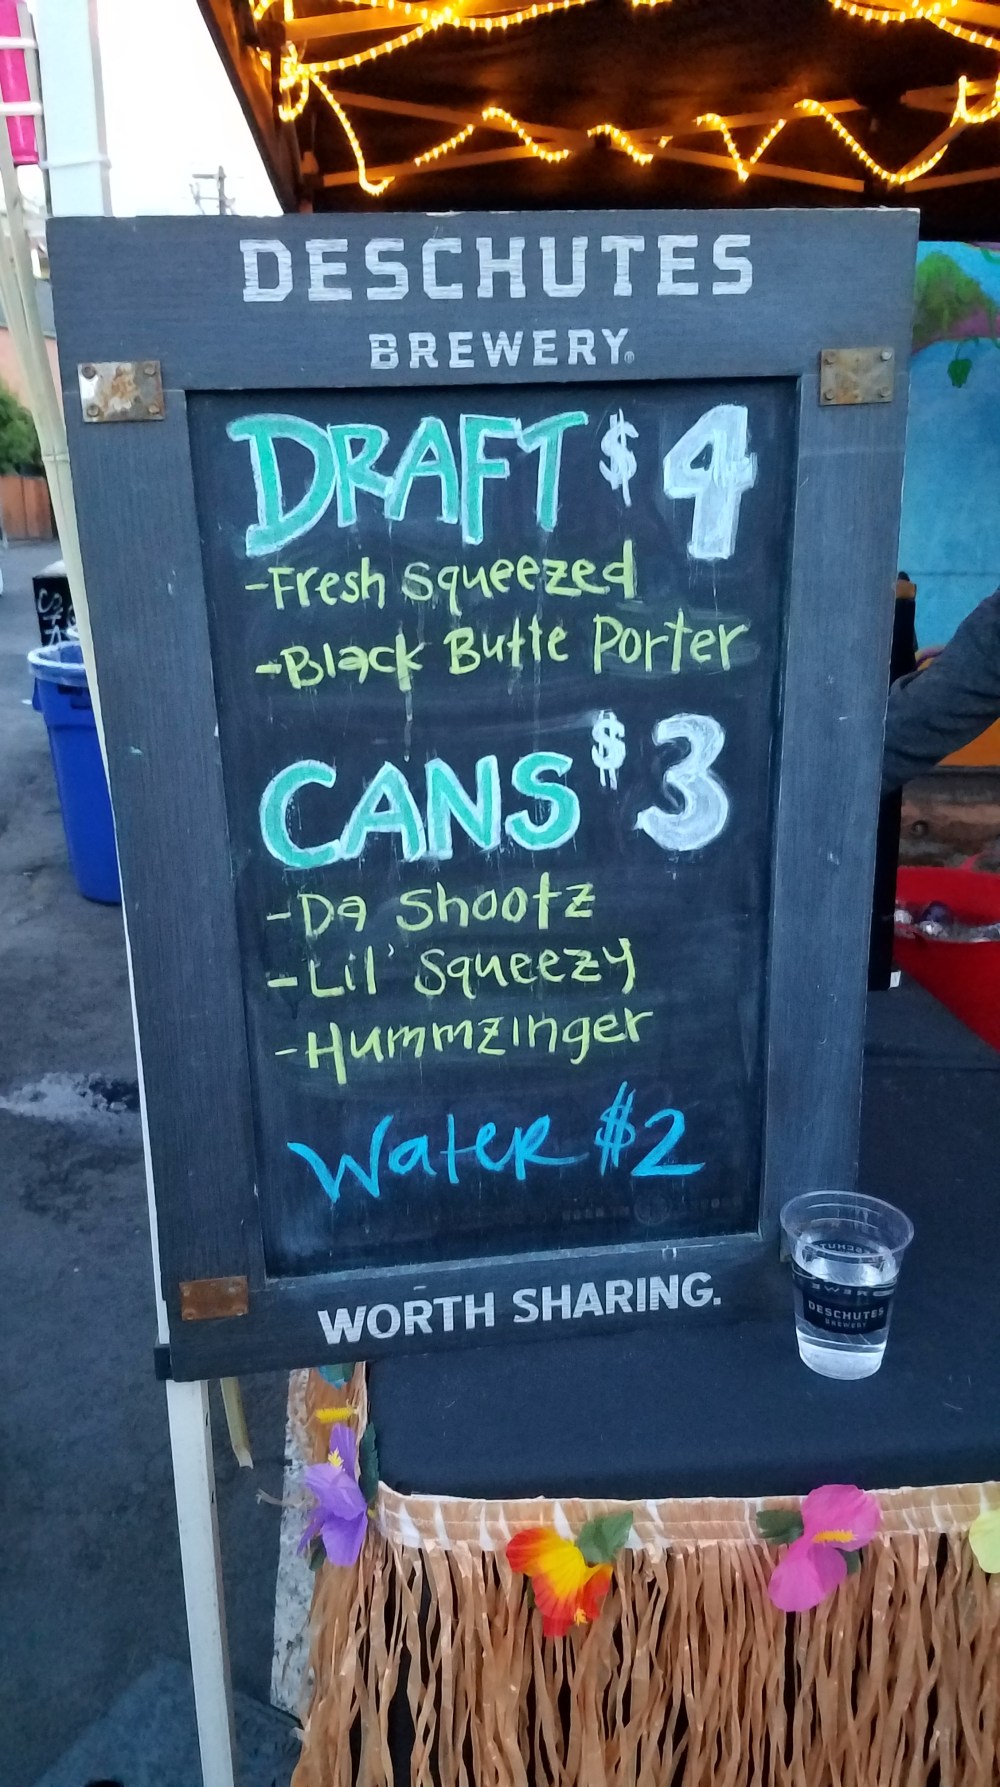 DESCHUTES
BREWERY®
DRAFT $4
-Fresh Squeezed
-Black Butte Porter
CANS $3
-Da Shootz
-Lil' Squeezy
-Hummzinger
Water $2
WORTH SHARING.
DESCHUTES
BREWERY